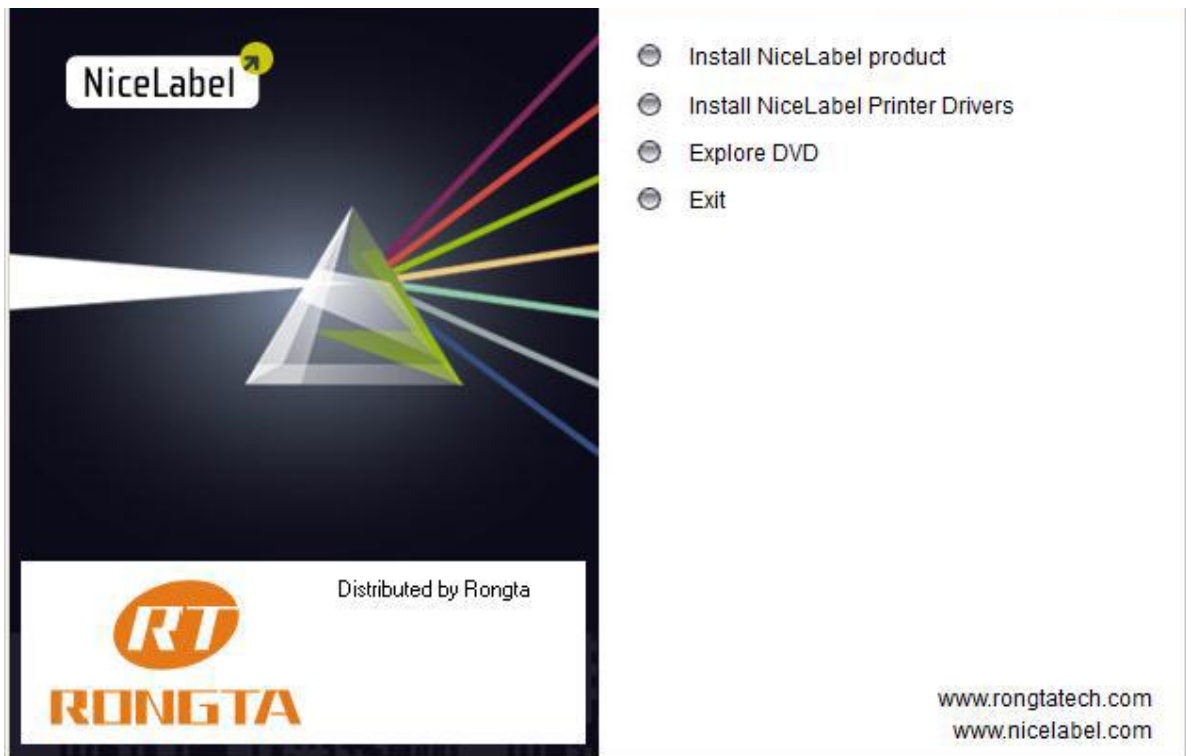 NiceLabel
Install NiceLabel product
Install NiceLabel Printer Drivers
Explore DVD
Exit
Distributed by Rongta
RT
RONGTA
www.rongtatech.com
www.nicelabel.com